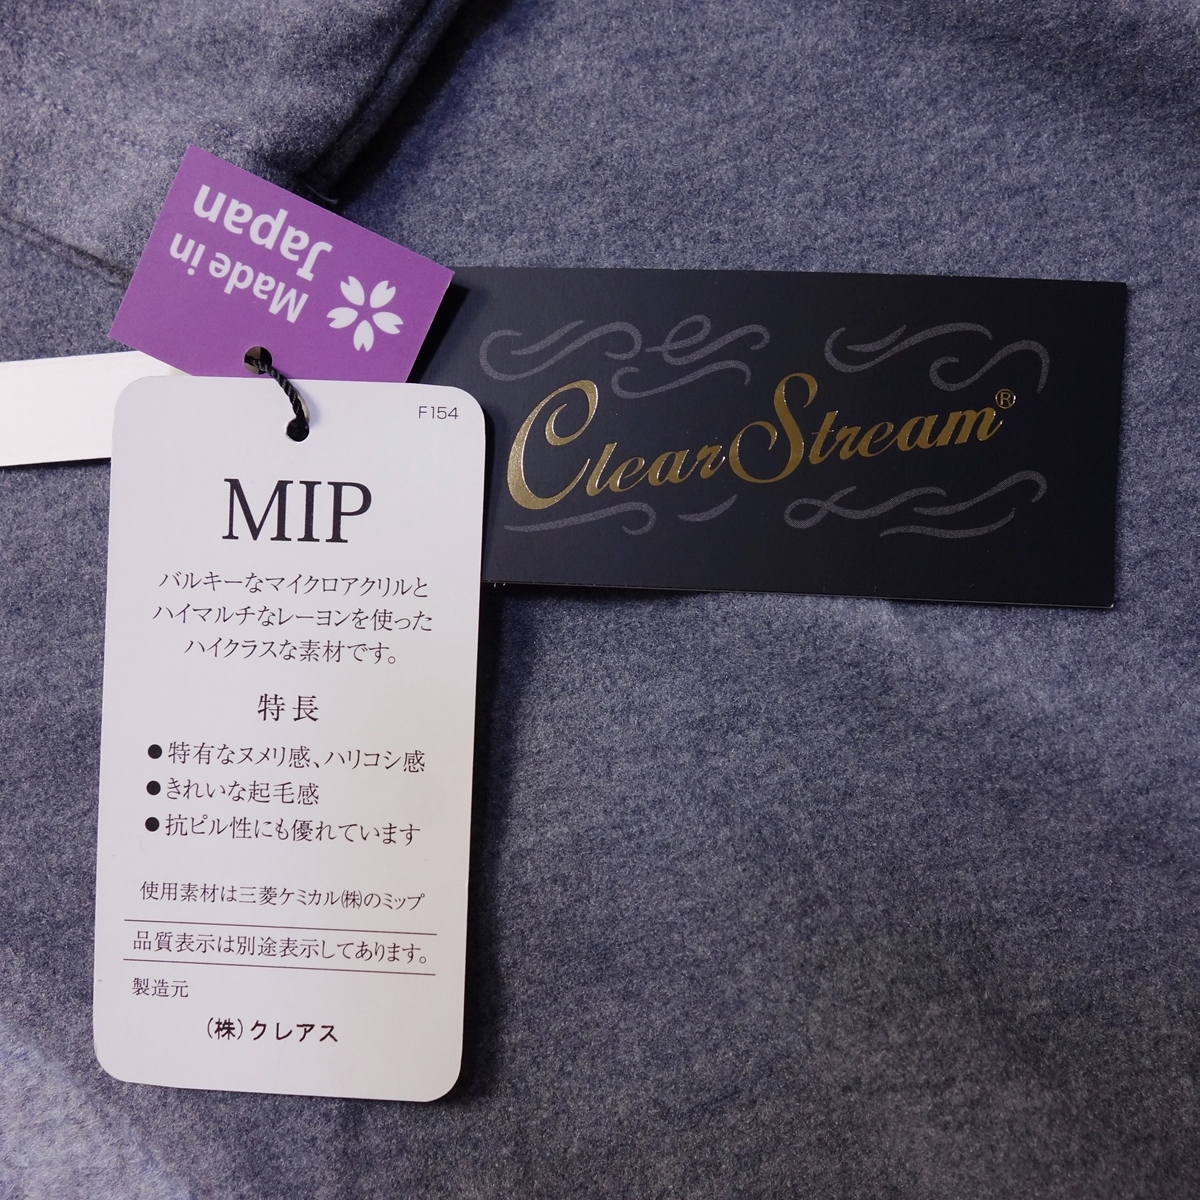 Made in
Japan
Clear Stream®
F154
MIP
バルキーなマイクロアクリルと
ハイマルチなレーヨンを使った
ハイクラスな素材です。
特長
●特有なヌメリ感、ハリコシ感
●きれいな起毛感
●抗ピル性にも優れています
使用素材は三菱ケミカル㈱のミップ
品質表示は別途表示してあります。
製造元
(株)クレアス